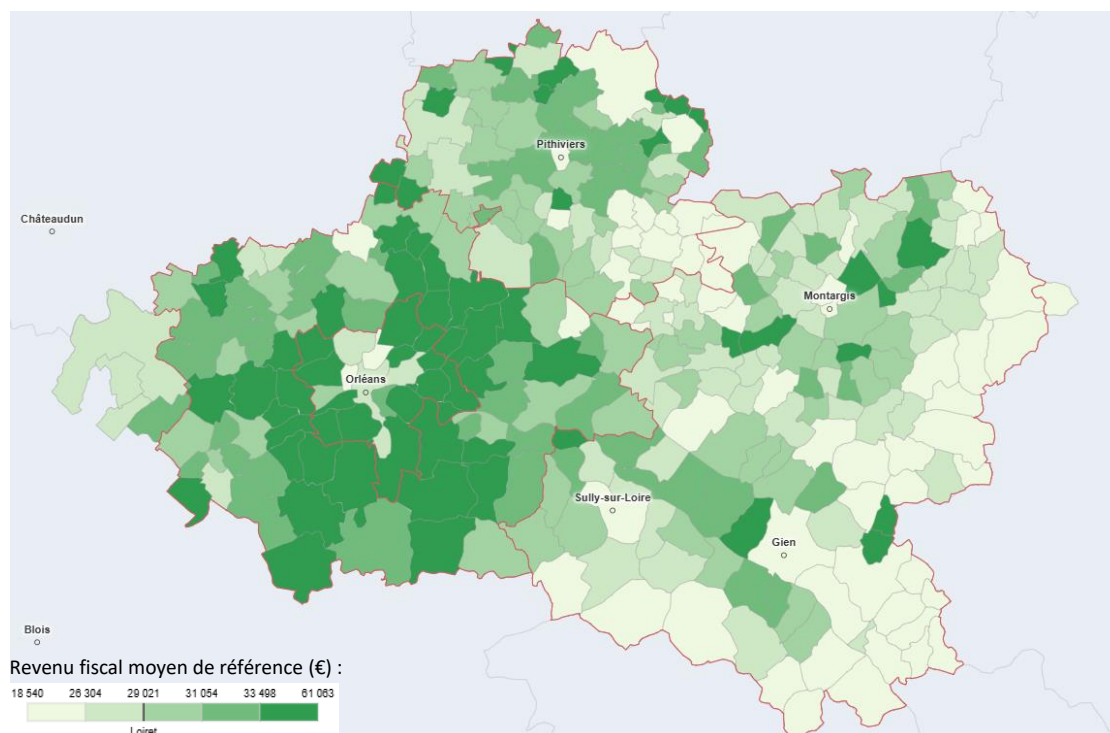 Pithiviers
Châteaudun
Montargis
Orléans
Sully-sur-Loire
Gien
Blois
Revenu fiscal moyen de référence (€) :
18 540 26 304 29 021 31 054 33 498 61 063
Loiret